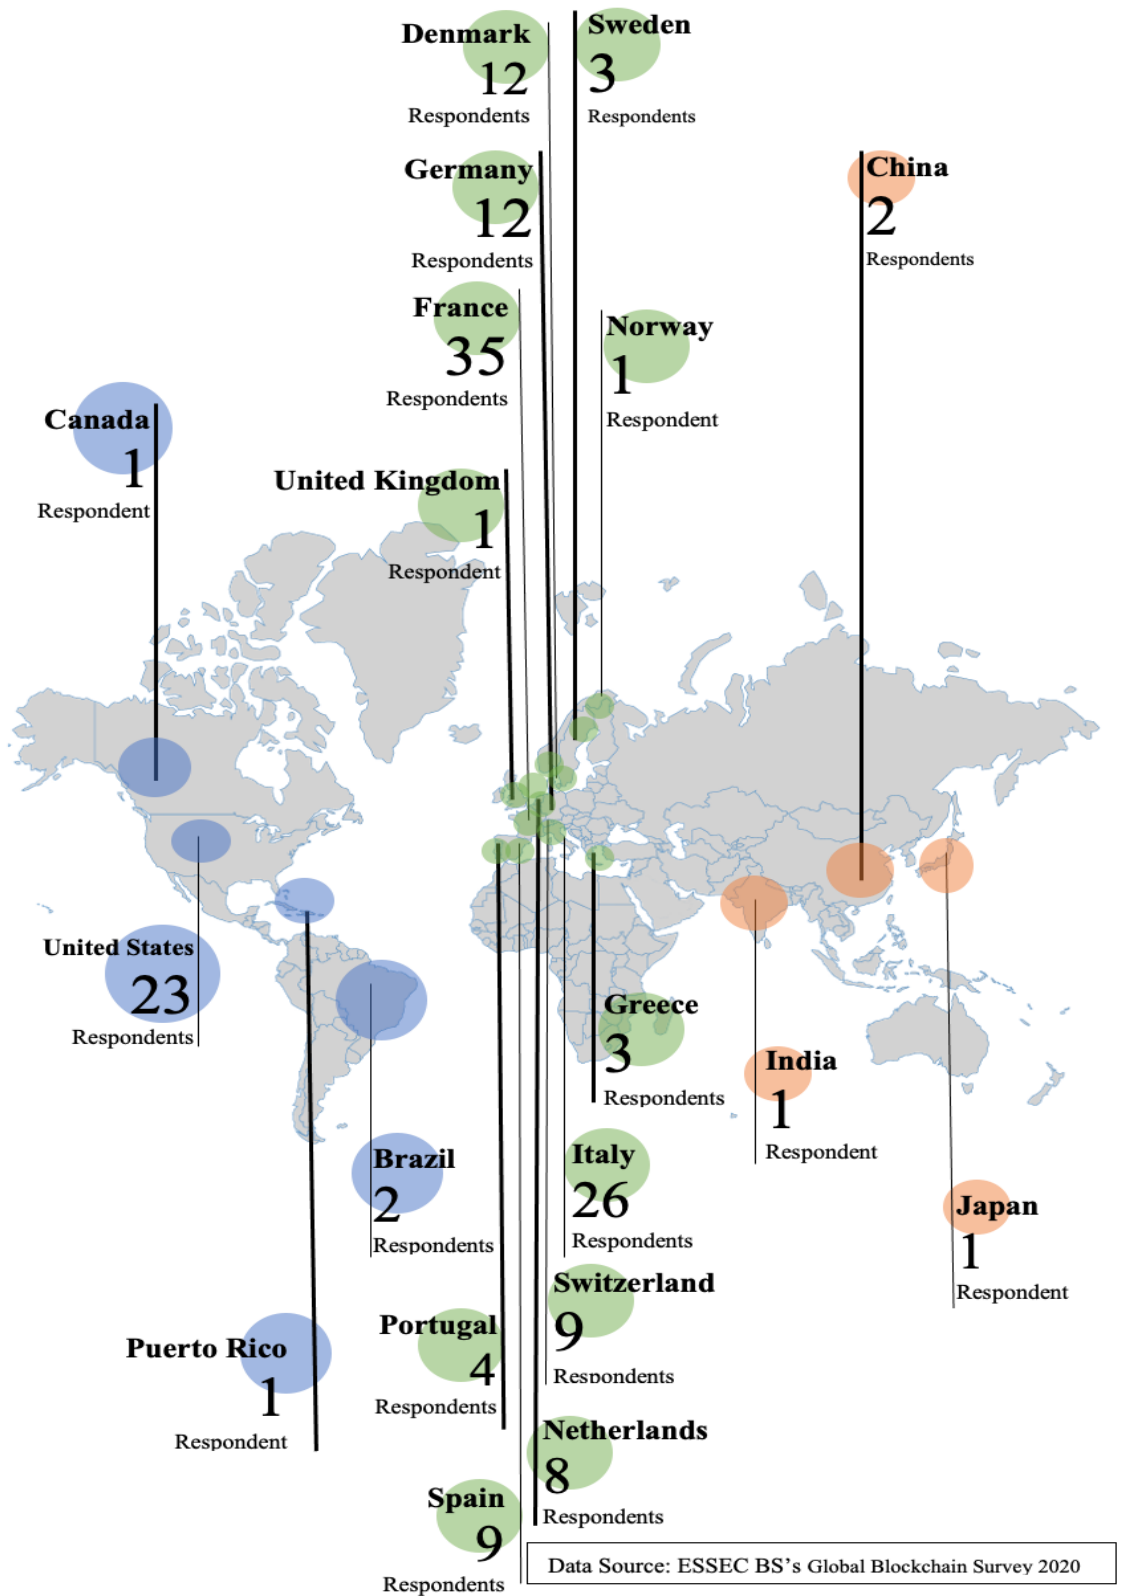 Denmark
12
Respondents
Sweden
3
Respondents
Germany
12
Respondents
China
2
Respondents
France
35
Respondents
Norway
1
Respondent
Canada
1
Respondent
United Kingdom
1
Respondent
United States
23
Respondents
Greece
3
Respondents
India
1
Respondent
Brazil
2
Respondents
Italy
26
Respondents
Japan
1
Respondent
Switzerland
9
Respondents
Portugal
4
Respondents
Puerto Rico
1
Respondent
Netherlands
8
Respondents
Spain
9
Respondents
Data Source: ESSEC BS's Global Blockchain Survey 2020